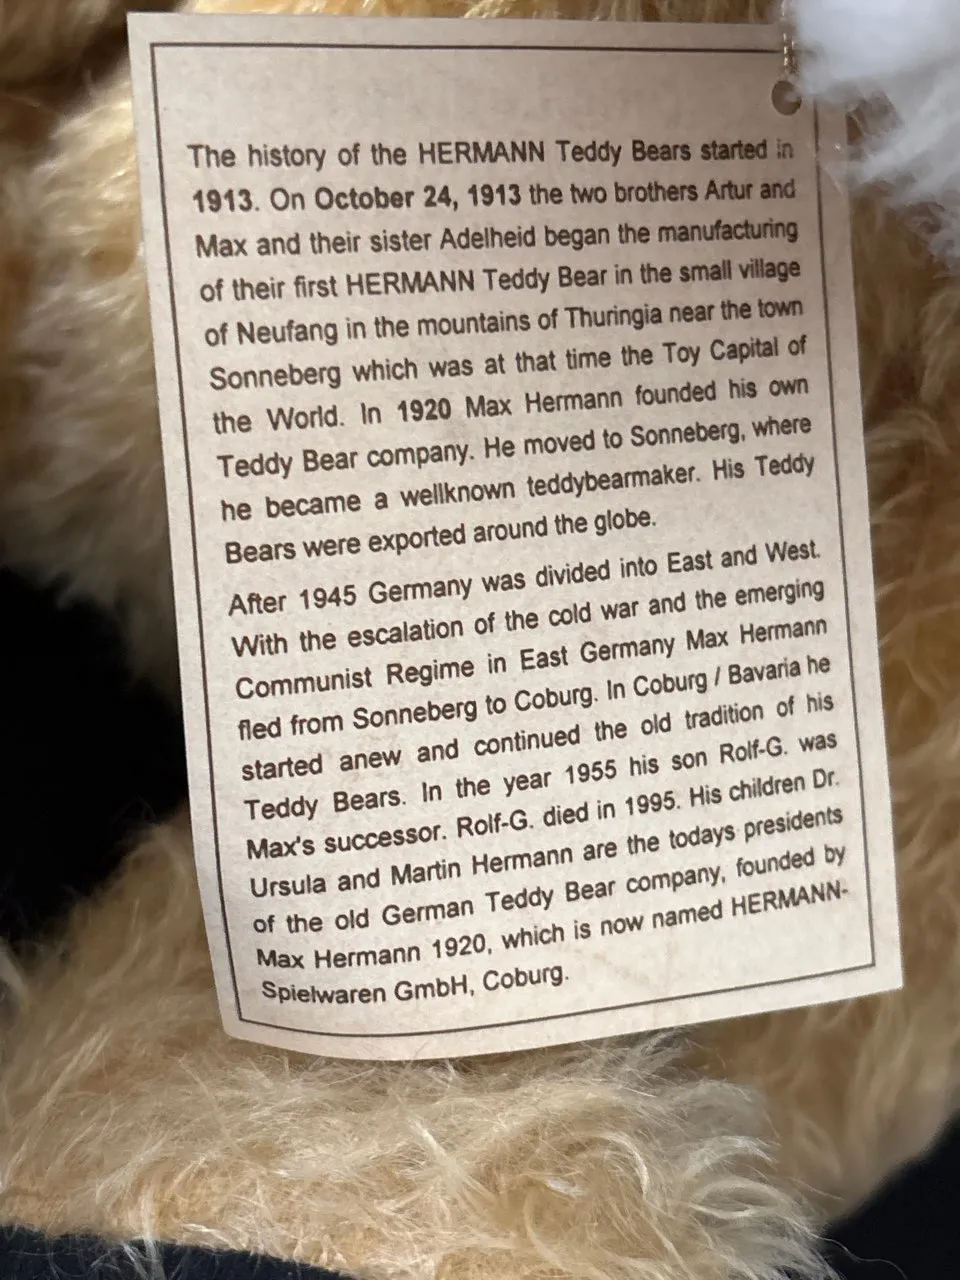 The history of the HERMANN Teddy Bears started in
1913. On October 24, 1913 the two brothers Artur and
Max and their sister Adelheid began the manufacturing
of their first HERMANN Teddy Bear in the small village
of Neufang in the mountains of Thuringia near the town
Sonneberg which was at that time the Toy Capital of
the World. In 1920 Max Hermann founded his own
Teddy Bear company. He moved to Sonneberg, where
he became a wellknown teddybearmaker. His Teddy
Bears were exported around the globe.
After 1945 Germany was divided into East and West.
With the escalation of the cold war and the emerging
Communist Regime in East Germany Max Hermann
fled from Sonneberg to Coburg. In Coburg / Bavaria he
started anew and continued the old tradition of his
Teddy Bears. In the year 1955 his son Rolf-G. was
Max's successor. Rolf-G. died in 1995. His children Dr.
Ursula and Martin Hermann are the todays presidents
of the old German Teddy Bear company, founded by
Max Hermann 1920, which is now named HERMANN-
Spielwaren GmbH, Coburg.